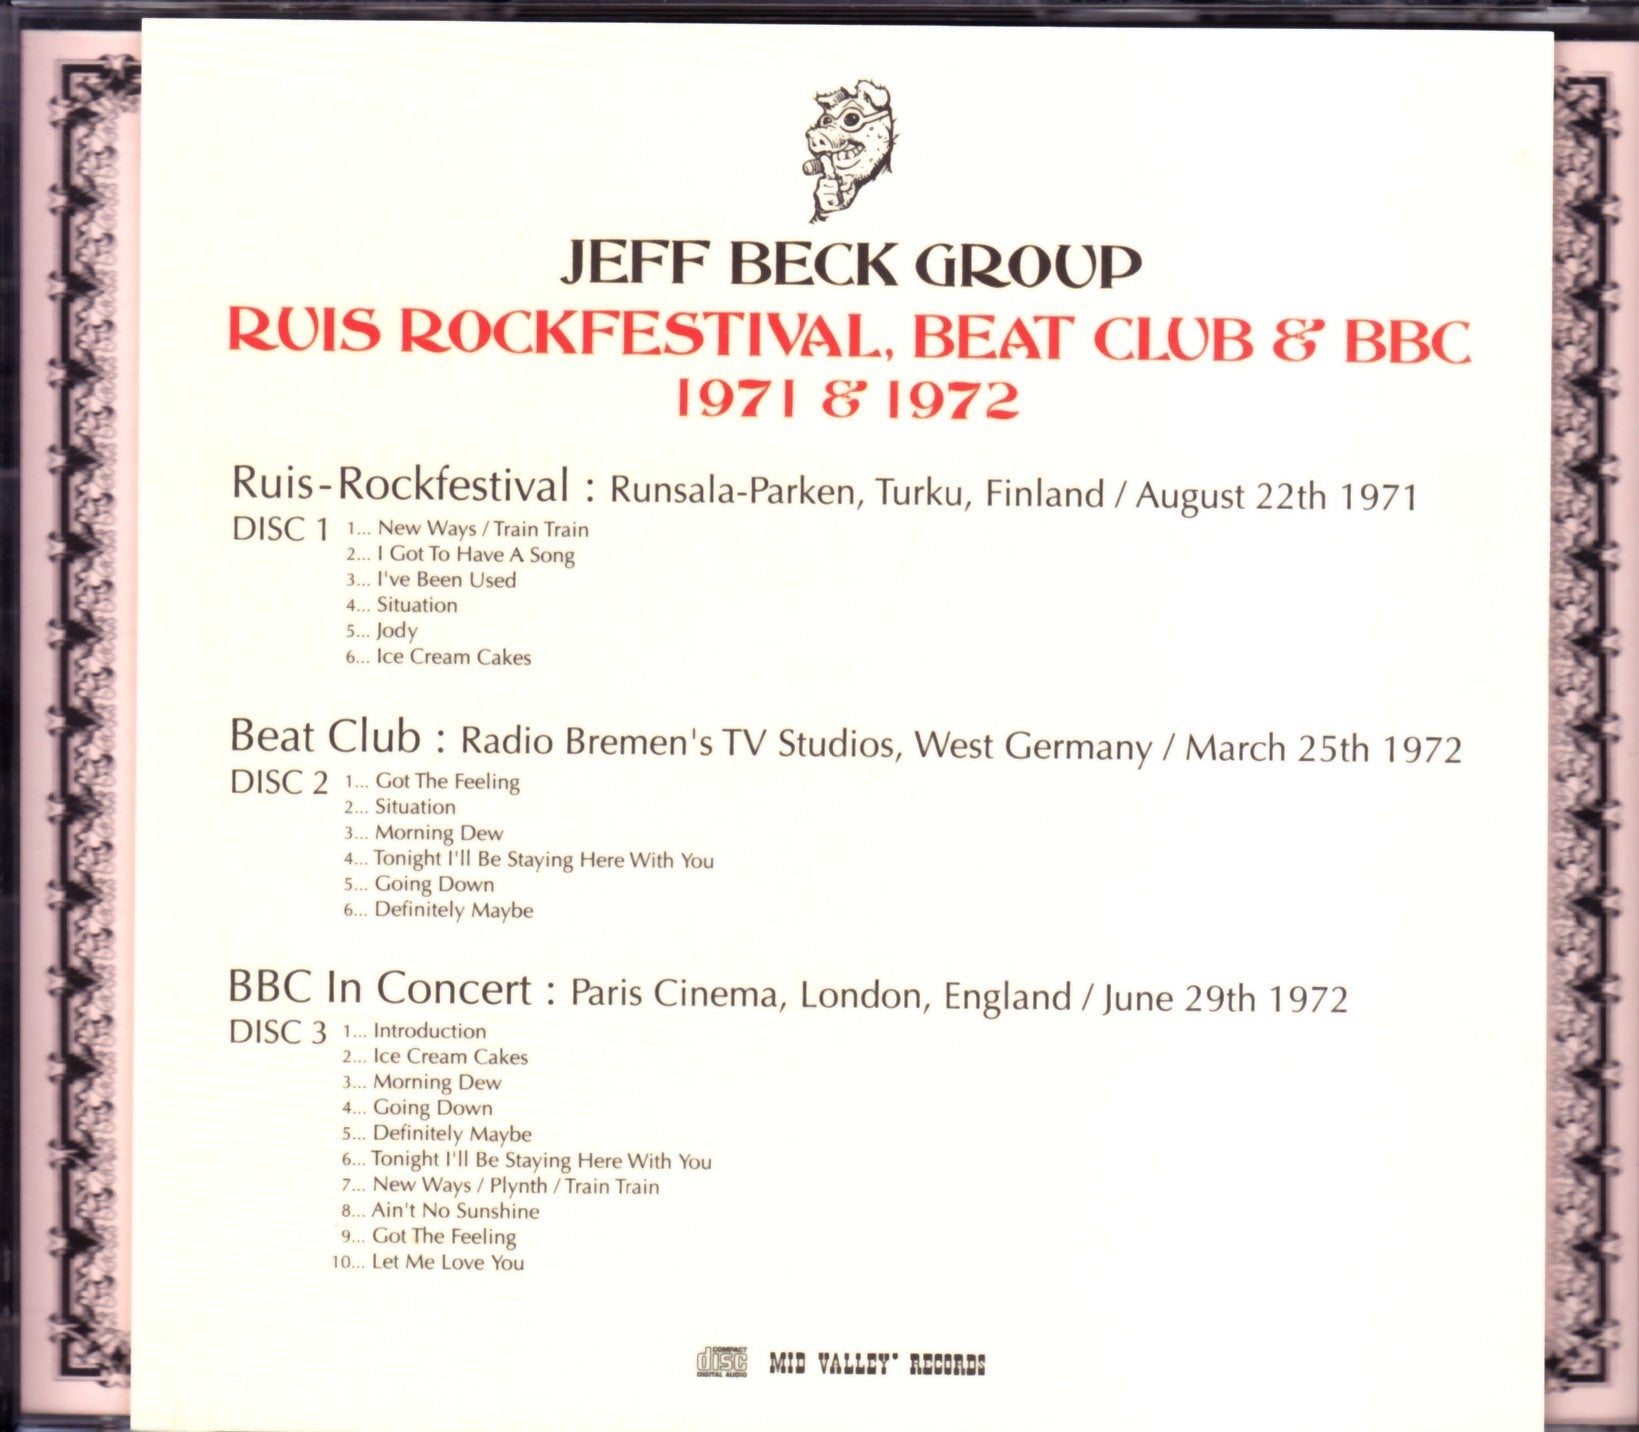 JEFF BECK GROUP
RUIS ROCKFESTIVAL, BEAT CLUB & BBC
1971 & 1972
Ruis-Rockfestival : Runsala-Parken, Turku, Finland / August 22th 1971
DISC 1 1... New Ways / Train Train
2... I Got To Have A Song
3... I've Been Used
4... Situation
5... Jody
6... Ice Cream Cakes
Beat Club : Radio Bremen's TV Studios, West Germany / March 25th 1972
DISC 2 1... Got The Feeling
2... Situation
3... Morning Dew
4... Tonight I'll Be Staying Here With You
5... Going Down
6... Definitely Maybe
BBC In Concert : Paris Cinema, London, England / June 29th 1972
DISC 3 1... Introduction
2... Ice Cream Cakes
3... Morning Dew
4... Going Down
5... Definitely Maybe
6... Tonight I'll Be Staying Here With You
7... New Ways / Plynth / Train Train
8... Ain't No Sunshine
9... Got The Feeling
10... Let Me Love You
COMPACT disc DIGITAL AUDIO MID VALLEY RECORDS